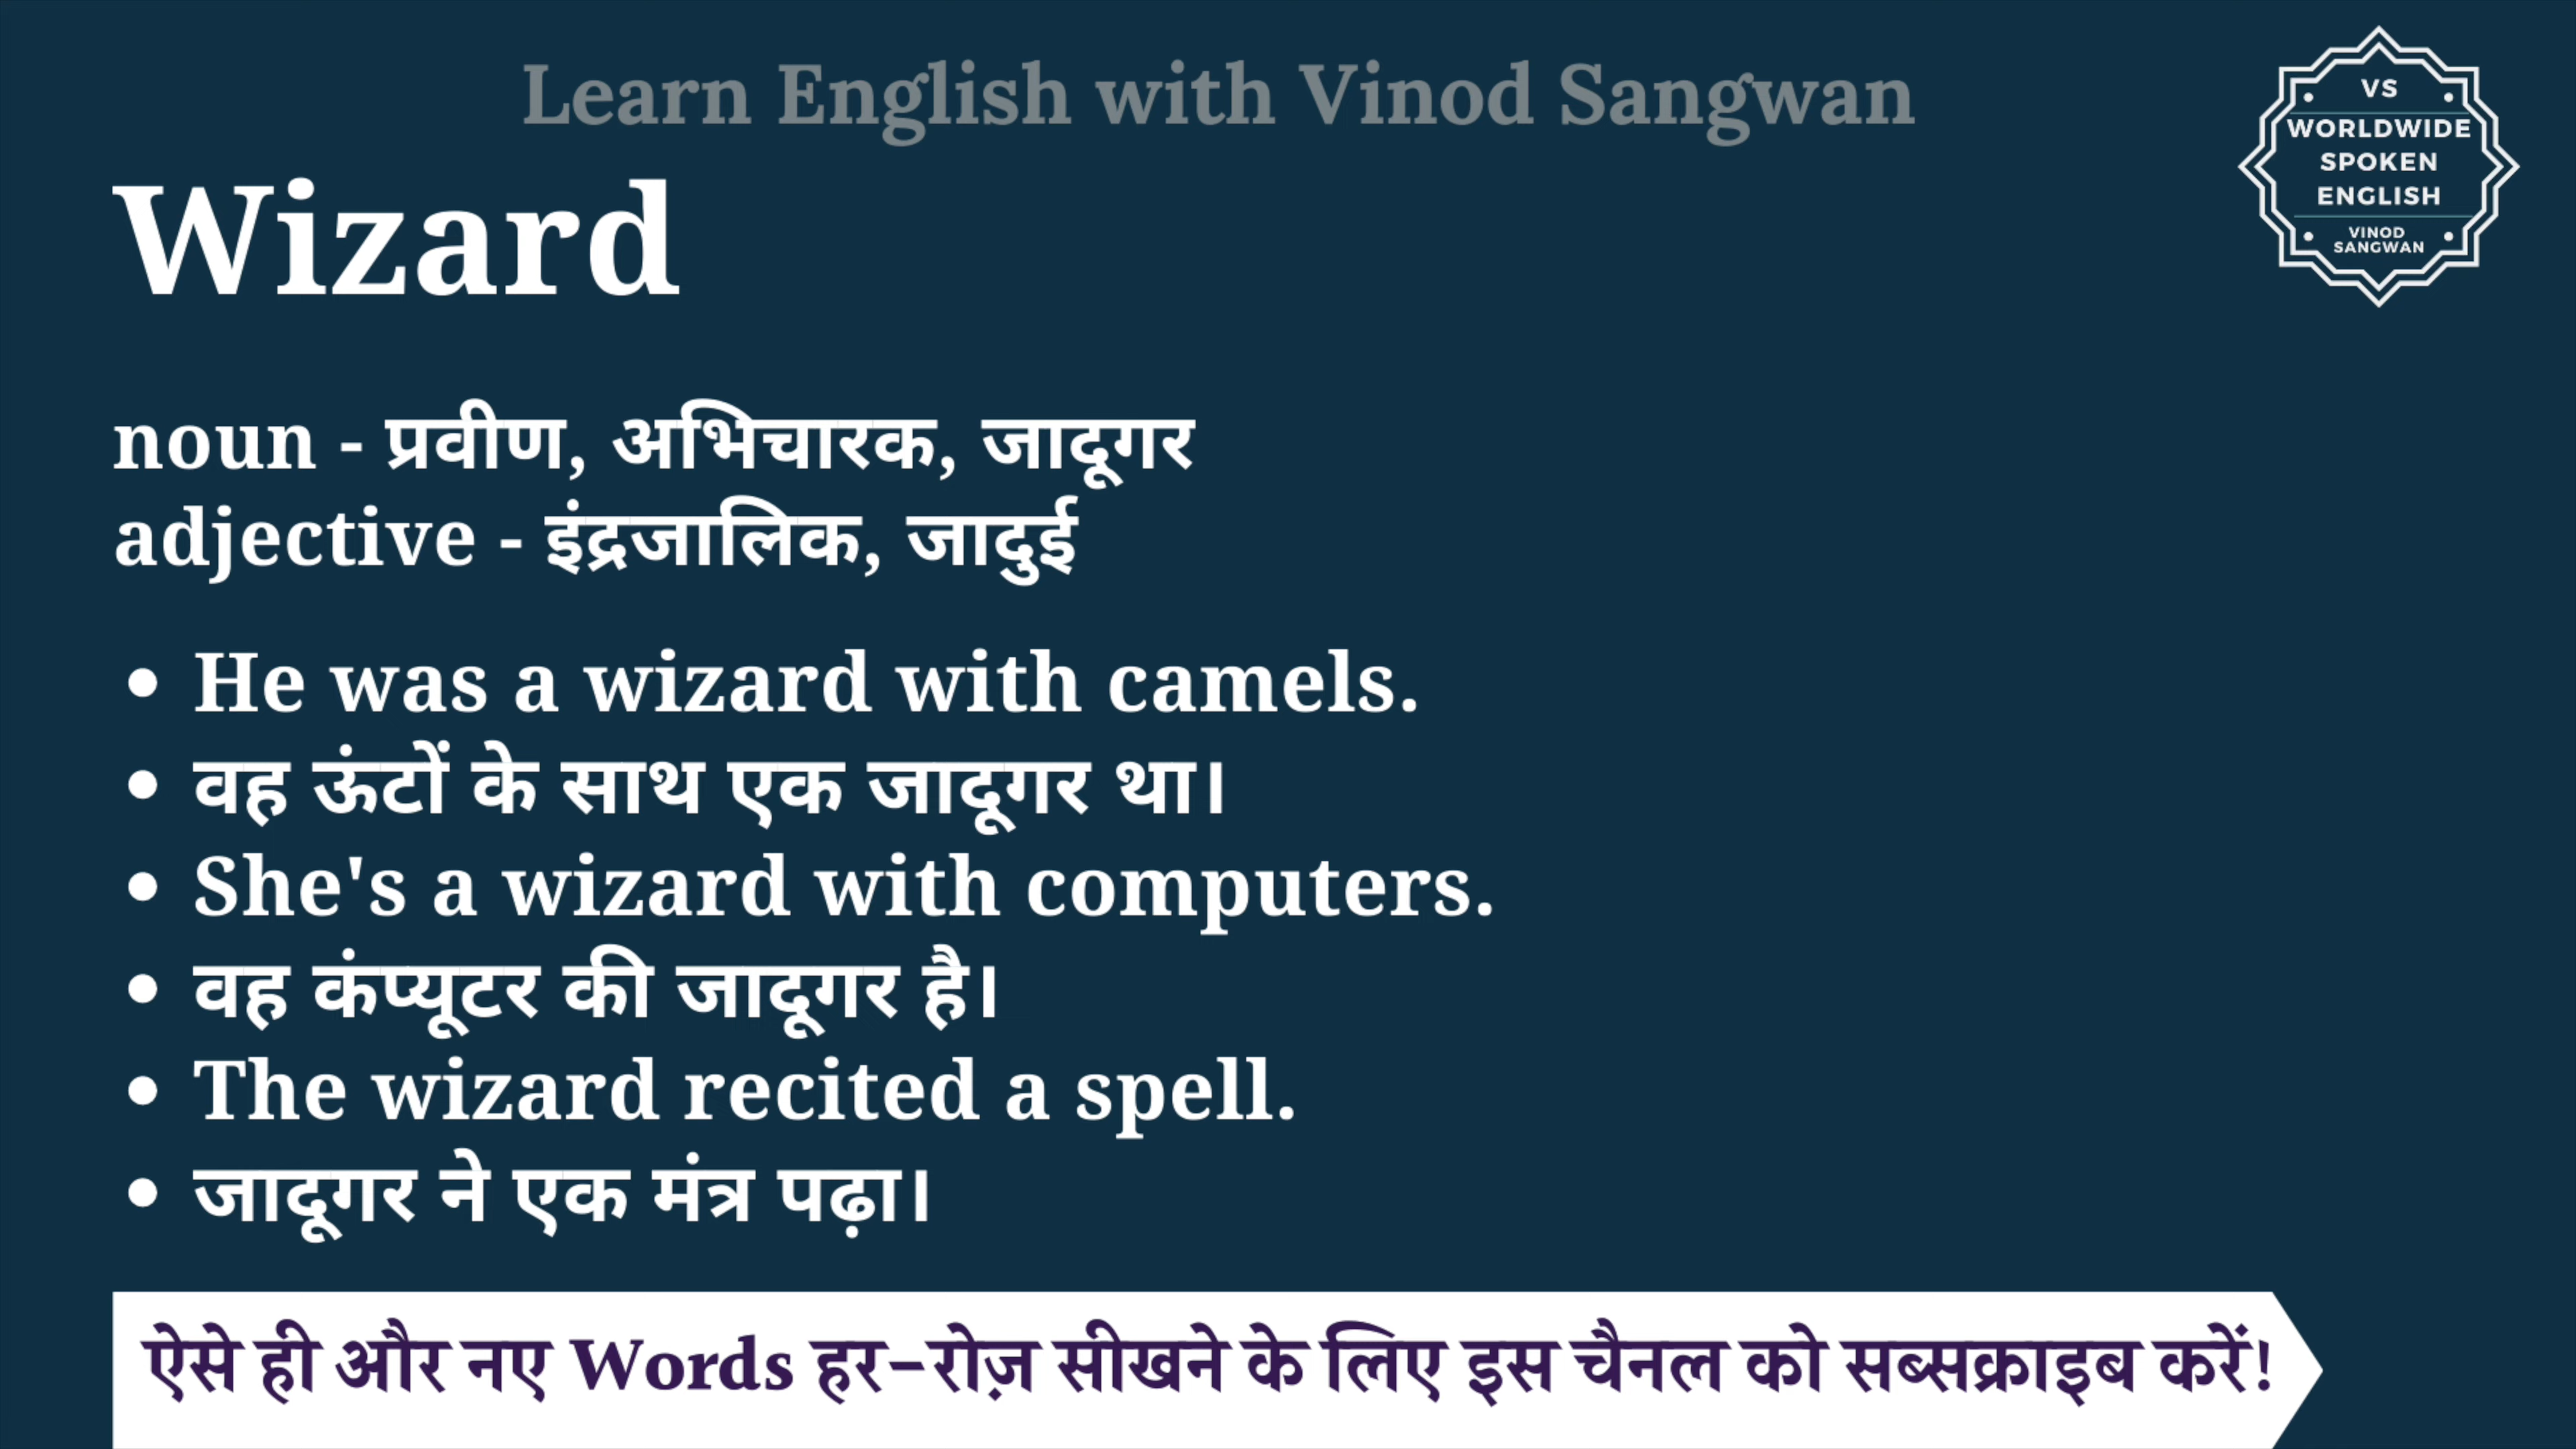 Learn English with Vinod Sangwan
VS
WORLDWIDE
SPOKEN
ENGLISH
VINOD
SANGWAN
Wizard
noun - प्रवीण, अभिचारक, जादूगर
adjective - इंद्रजालिक, जादुई
• He was a wizard with camels.
• वह ऊंटों के साथ एक जादूगर था।
• She's a wizard with computers.
• वह कंप्यूटर की जादूगर है।
• The wizard recited a spell.
• जादूगर ने एक मंत्र पढ़ा।
ऐसे ही और नए Words हर-रोज़ सीखने के लिए इस चैनल को सब्सक्राइब करें!